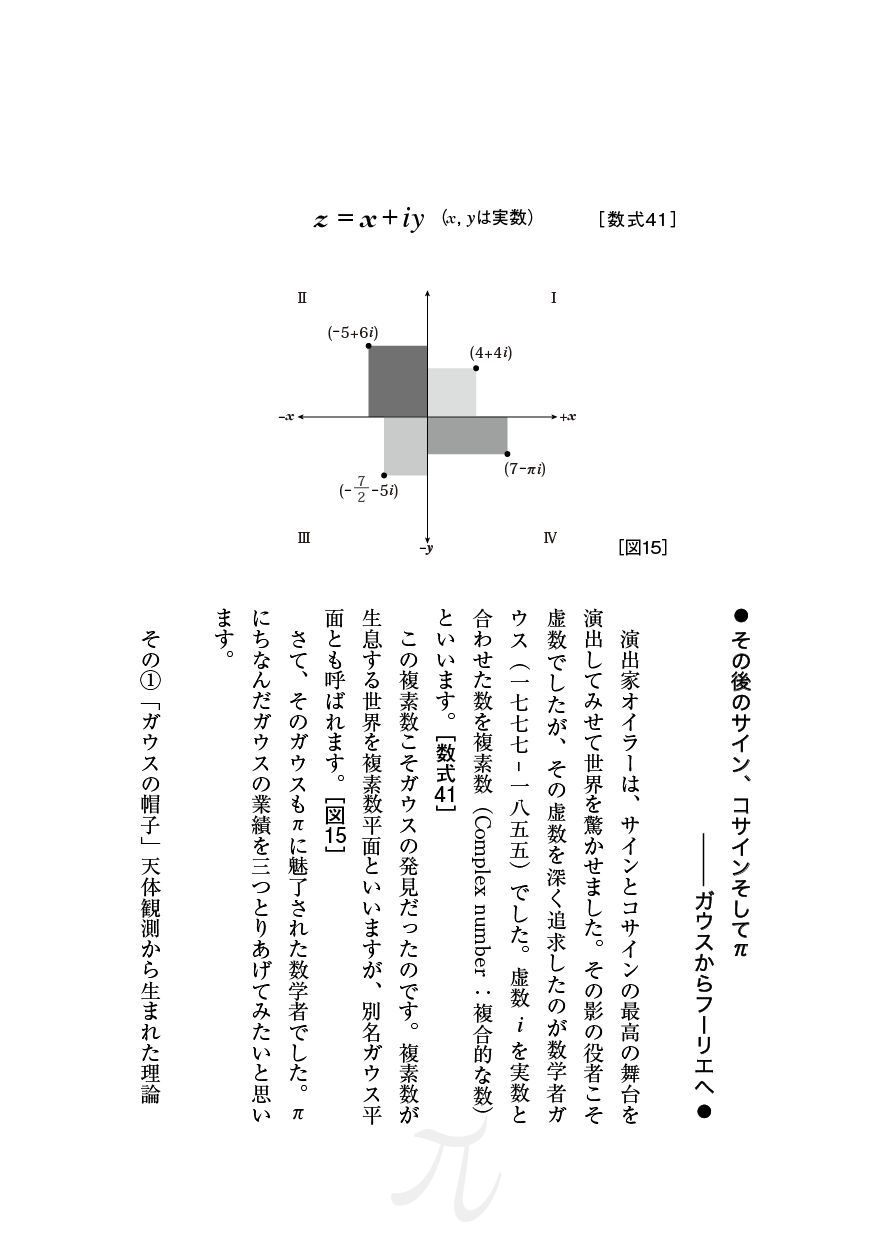 z = x + iy （x, yは実数）　［数式41］
II
I
(−5+6i)
(4+4i)
−x
+x
(7−πi)
(−7/2−5i)
III
IV
−y
［図15］
●その後のサイン、コサインそしてπ
――ガウスからフーリエへ●
演出家オイラーは、サインとコサインの最高の舞台を
演出してみせて世界を驚かせました。その影の役者こそ
虚数でしたが、その虚数を深く追求したのが数学者ガ
ウス（一七七七−一八五五）でした。虚数 i を実数と
合わせた数を複素数（Complex number：複合的な数）
といいます。［数式41］
この複素数こそガウスの発見だったのです。複素数が
生息する世界を複素数平面といいますが、別名ガウス平
面とも呼ばれます。［図15］
さて、そのガウスもπに魅了された数学者でした。π
にちなんだガウスの業績を三つとりあげてみたいと思い
ます。
その①「ガウスの帽子」天体観測から生まれた理論
π